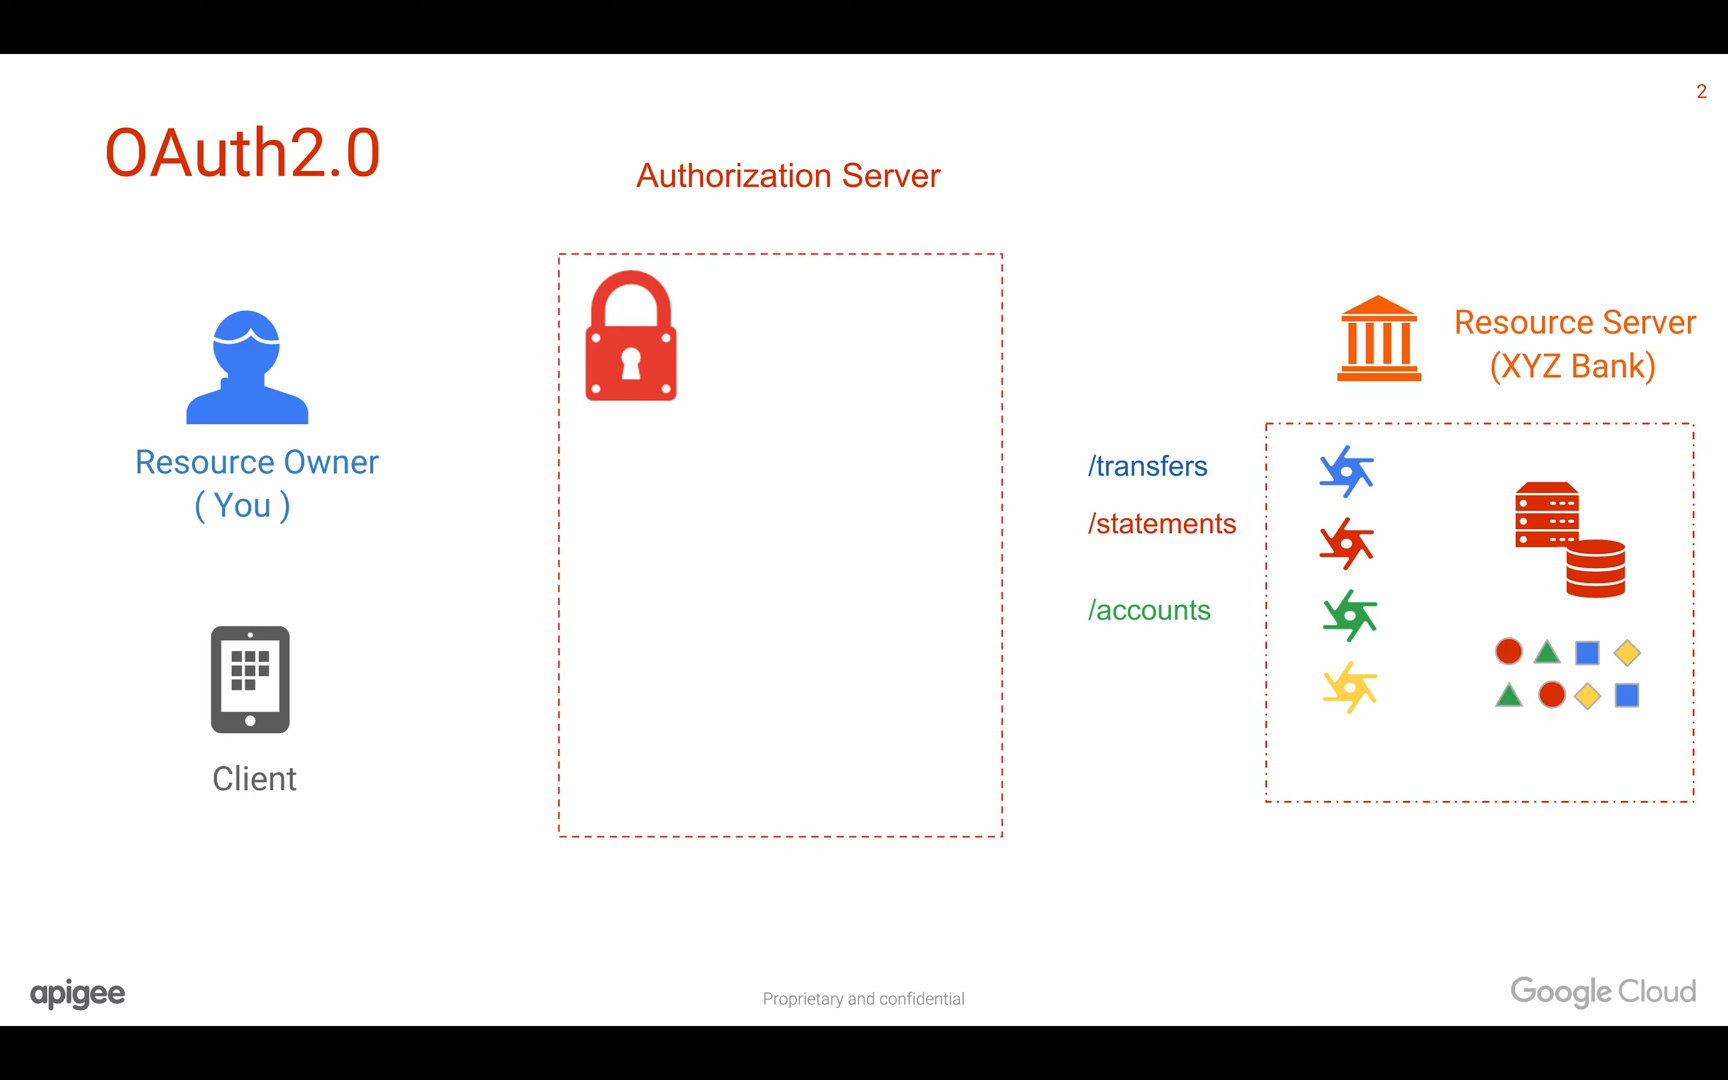 2
OAuth2.0
Authorization Server
Resource Server
(XYZ Bank)
Resource Owner
( You )
/transfers
/statements
/accounts
Client
apigee
Proprietary and confidential
Google Cloud